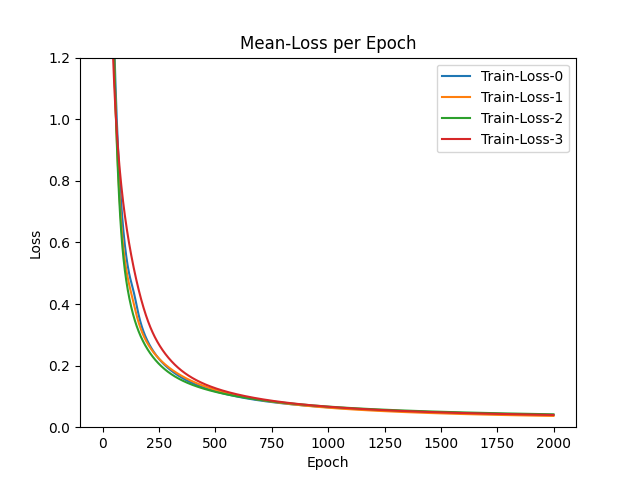 Mean-Loss per Epoch
1.2
1.0
0.8
0.6
0.4
0.2
0.0
Loss
Train-Loss-0
Train-Loss-1
Train-Loss-2
Train-Loss-3
0 250 500 750 1000 1250 1500 1750 2000
Epoch